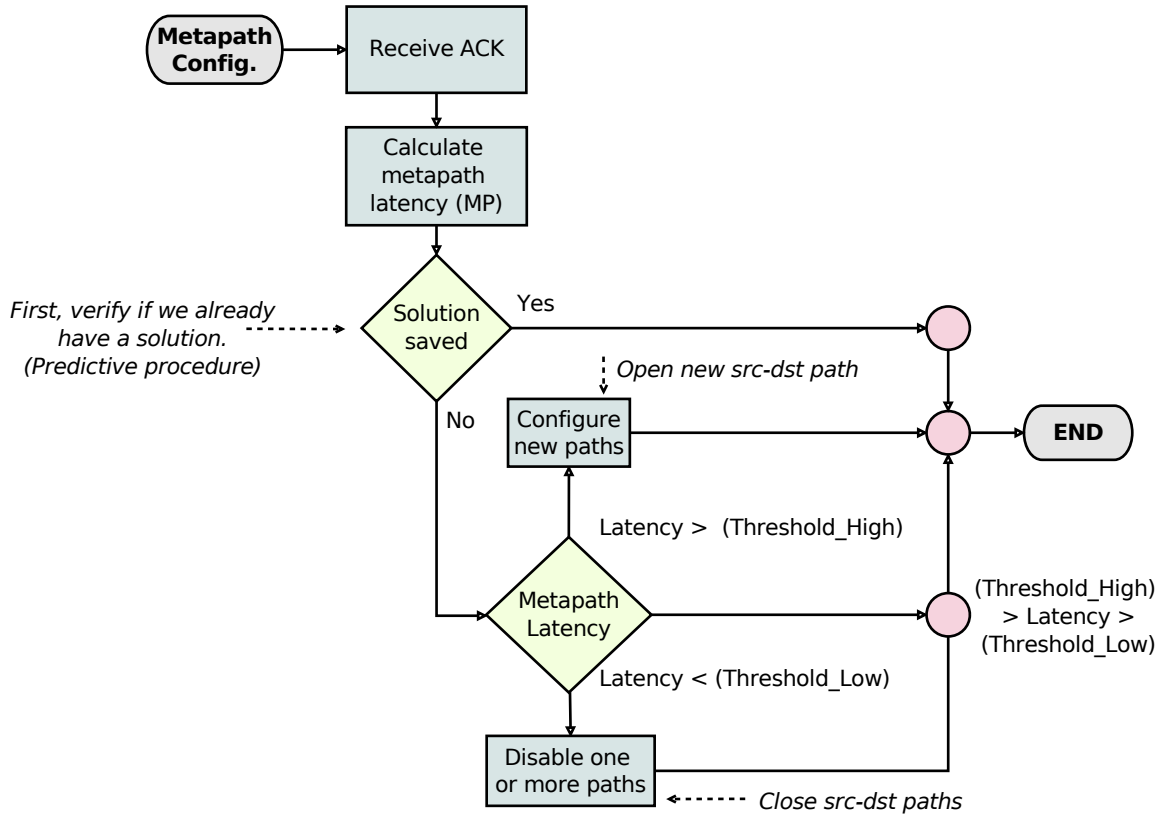 Metapath
Config.
Receive ACK
Calculate
metapath
latency (MP)
First, verify if we already
have a solution.
(Predictive procedure)
Solution
saved
Yes
No
Open new src-dst path
Configure
new paths
END
Latency > (Threshold_High)
Metapath
Latency
(Threshold_High)
> Latency >
(Threshold_Low)
Latency < (Threshold_Low)
Disable one
or more paths
Close src-dst paths